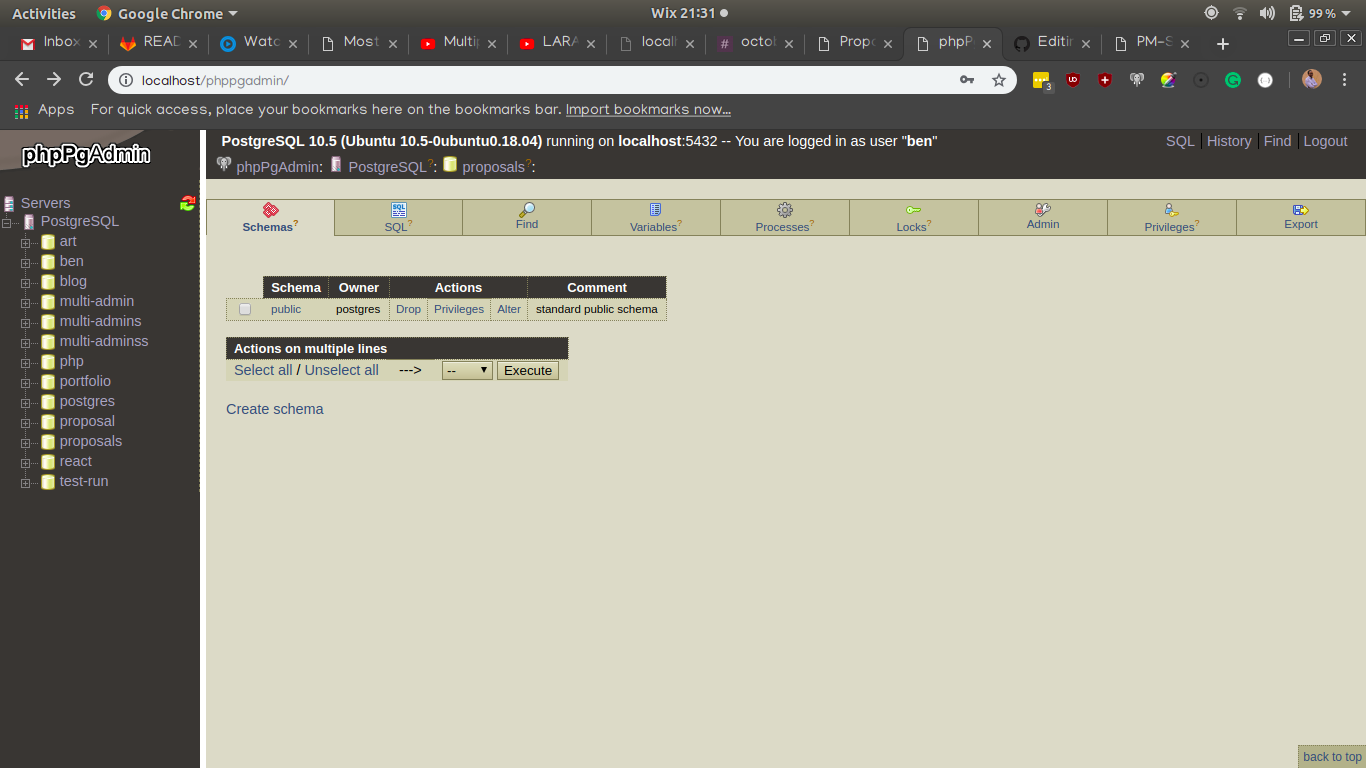 Activities Google Chrome Wix 21:31 99 %
Inbox READ Watc Most Multip LARA localh octob Propo phpP Editin PM-S
localhost/phppgadmin/ 3
Apps For quick access, place your bookmarks here on the bookmarks bar. Import bookmarks now...
phpPgAdmin
Servers
PostgreSQL
art
ben
blog
multi-admin
multi-admins
multi-adminss
php
portfolio
postgres
proposal
proposals
react
test-run
PostgreSQL 10.5 (Ubuntu 10.5-0ubuntu0.18.04) running on localhost:5432 -- You are logged in as user "ben"
SQL History Find Logout
phpPgAdmin: PostgreSQL?: proposals?:
Schemas? SQL? Find Variables? Processes? Locks? Admin Privileges? Export
Schema Owner Actions Comment
public postgres Drop Privileges Alter standard public schema
Actions on multiple lines
Select all / Unselect all ---> -- Execute
Create schema
back to top